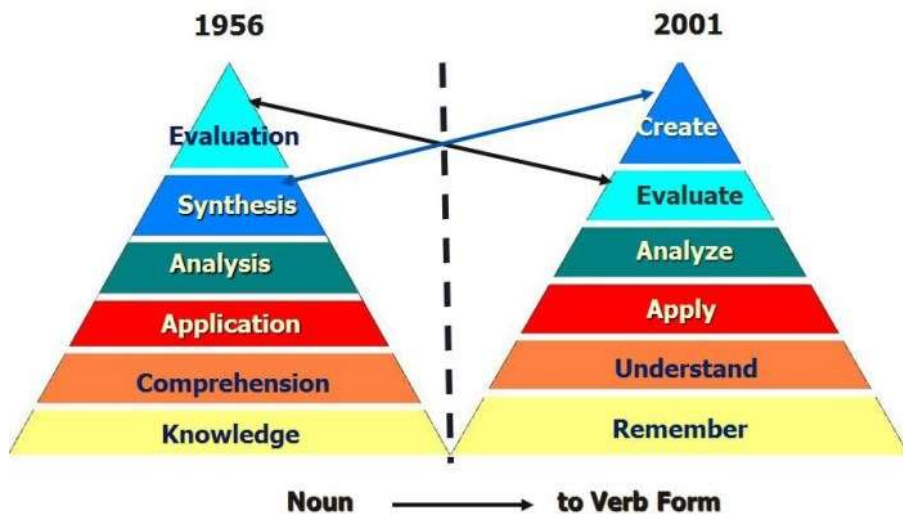 1956
Evaluation
Synthesis
Analysis
Application
Comprehension
Knowledge
2001
Create
Evaluate
Analyze
Apply
Understand
Remember
Noun to Verb Form